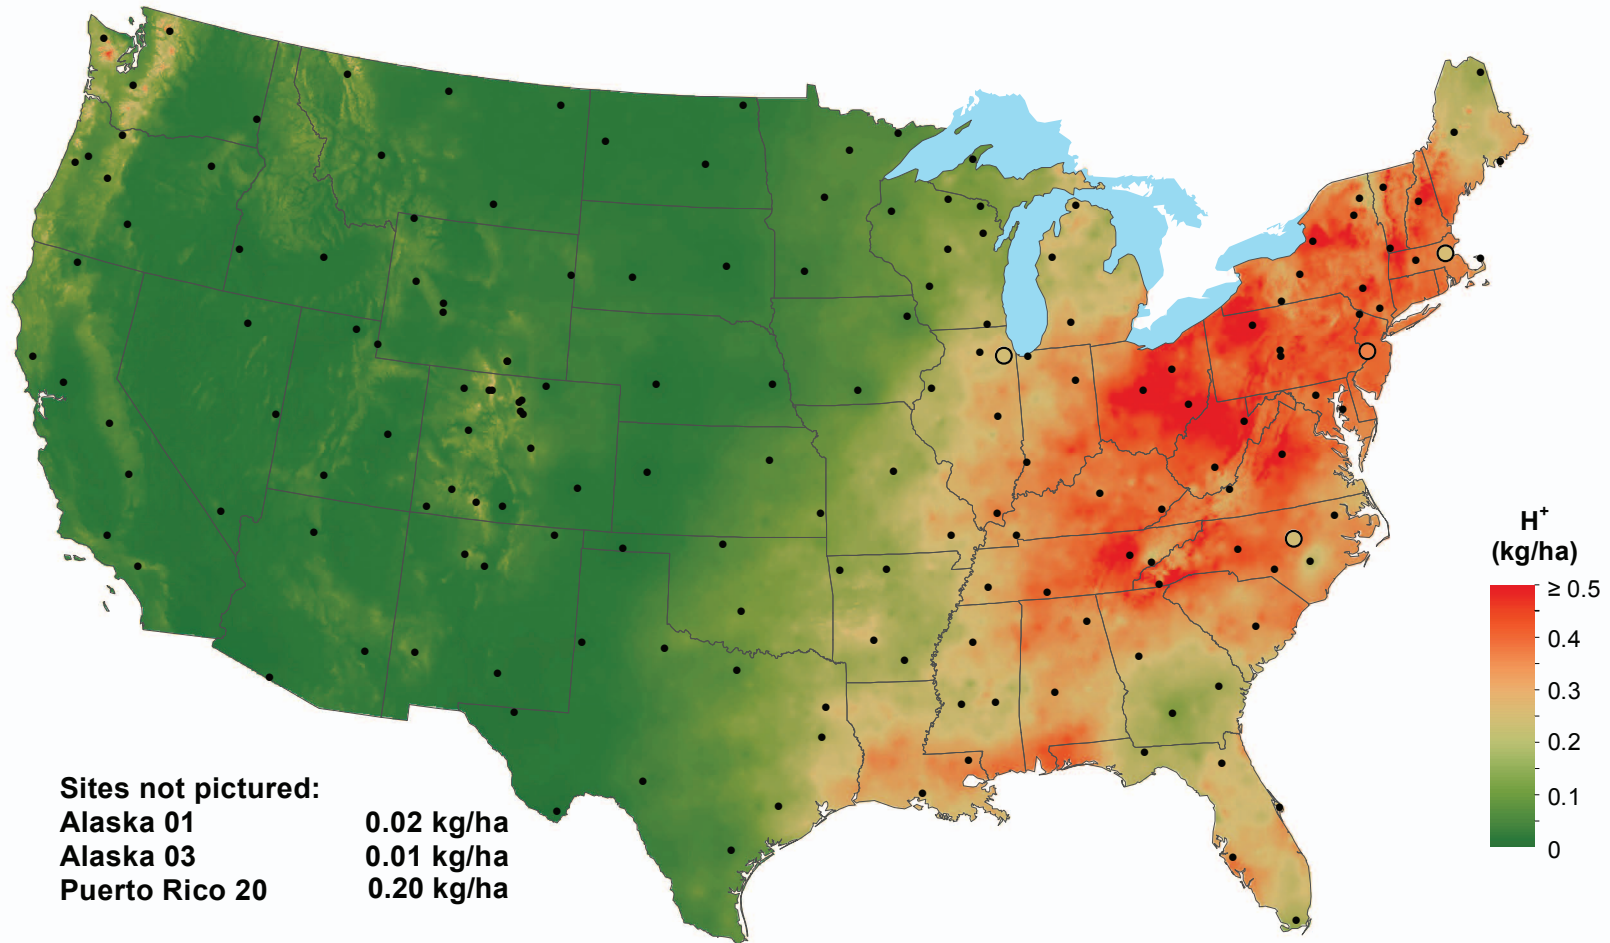 H+
(kg/ha)
≥ 0.5
0.4
0.3
0.2
0.1
0
Sites not pictured:
Alaska 01 0.02 kg/ha
Alaska 03 0.01 kg/ha
Puerto Rico 20 0.20 kg/ha